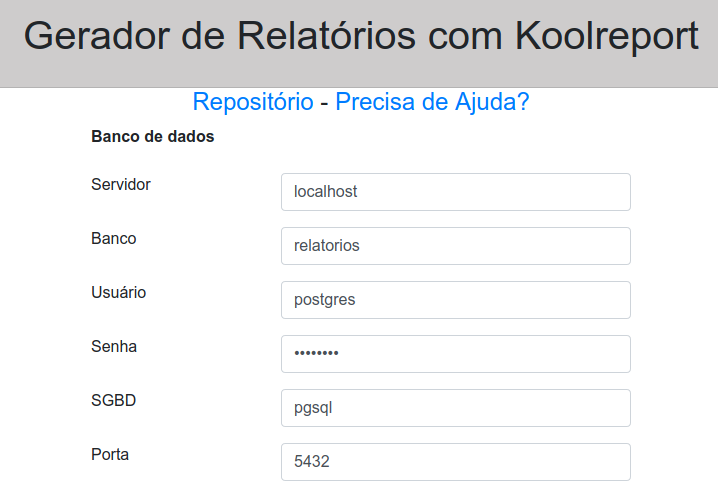 Gerador de Relatórios com Koolreport
Repositório - Precisa de Ajuda?
Banco de dados
Servidor localhost
Banco relatorios
Usuário postgres
Senha ••••••••
SGBD pgsql
Porta 5432